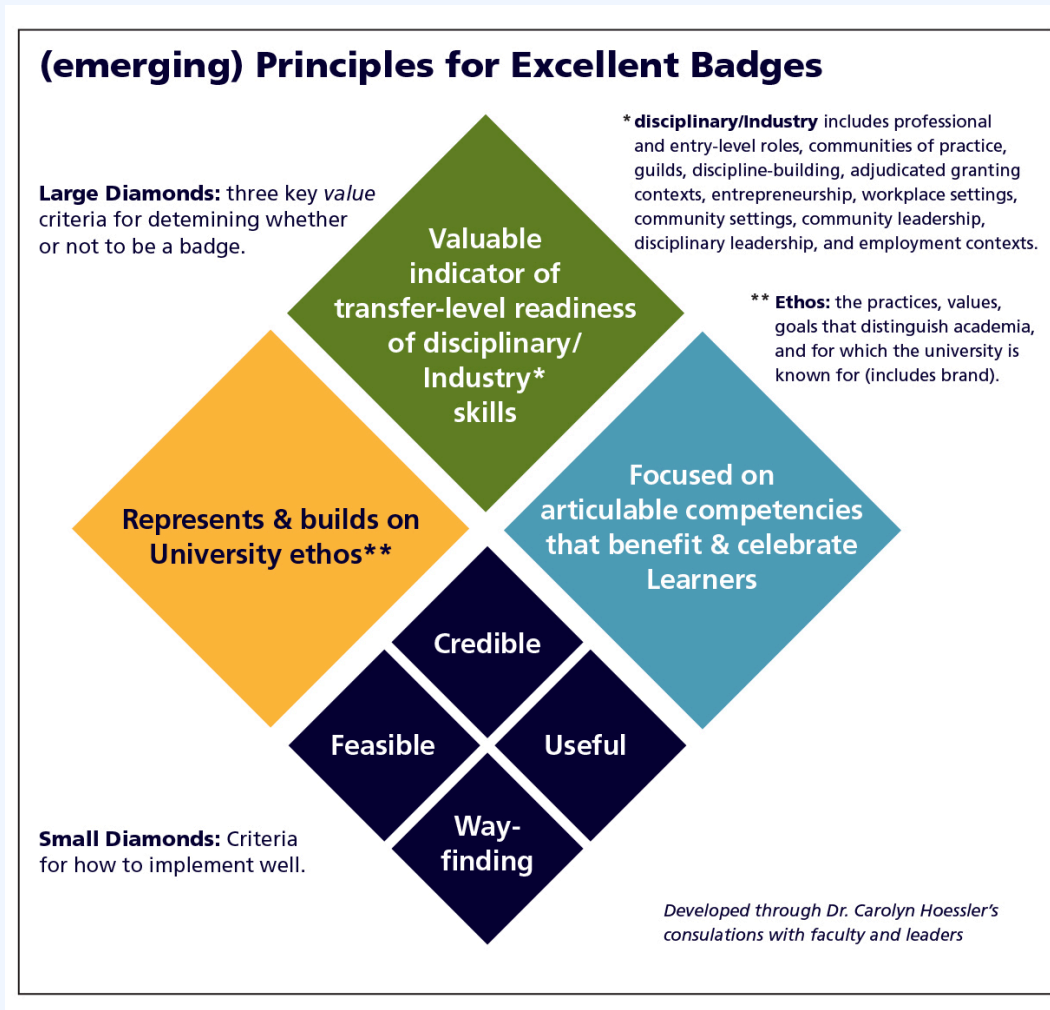 (emerging) Principles for Excellent Badges
Large Diamonds: three key value
criteria for detemining whether
or not to be a badge.
* disciplinary/Industry includes professional
and entry-level roles, communities of practice,
guilds, discipline-building, adjudicated granting
contexts, entrepreneurship, workplace settings,
community settings, community leadership,
disciplinary leadership, and employment contexts.
** Ethos: the practices, values,
goals that distinguish academia,
and for which the university is
known for (includes brand).
Valuable
indicator of
transfer-level readiness
of disciplinary/
Industry*
skills
Represents & builds on
University ethos**
Focused on
articulable competencies
that benefit & celebrate
Learners
Credible
Feasible
Useful
Way-
finding
Small Diamonds: Criteria
for how to implement well.
Developed through Dr. Carolyn Hoessler’s
consulations with faculty and leaders